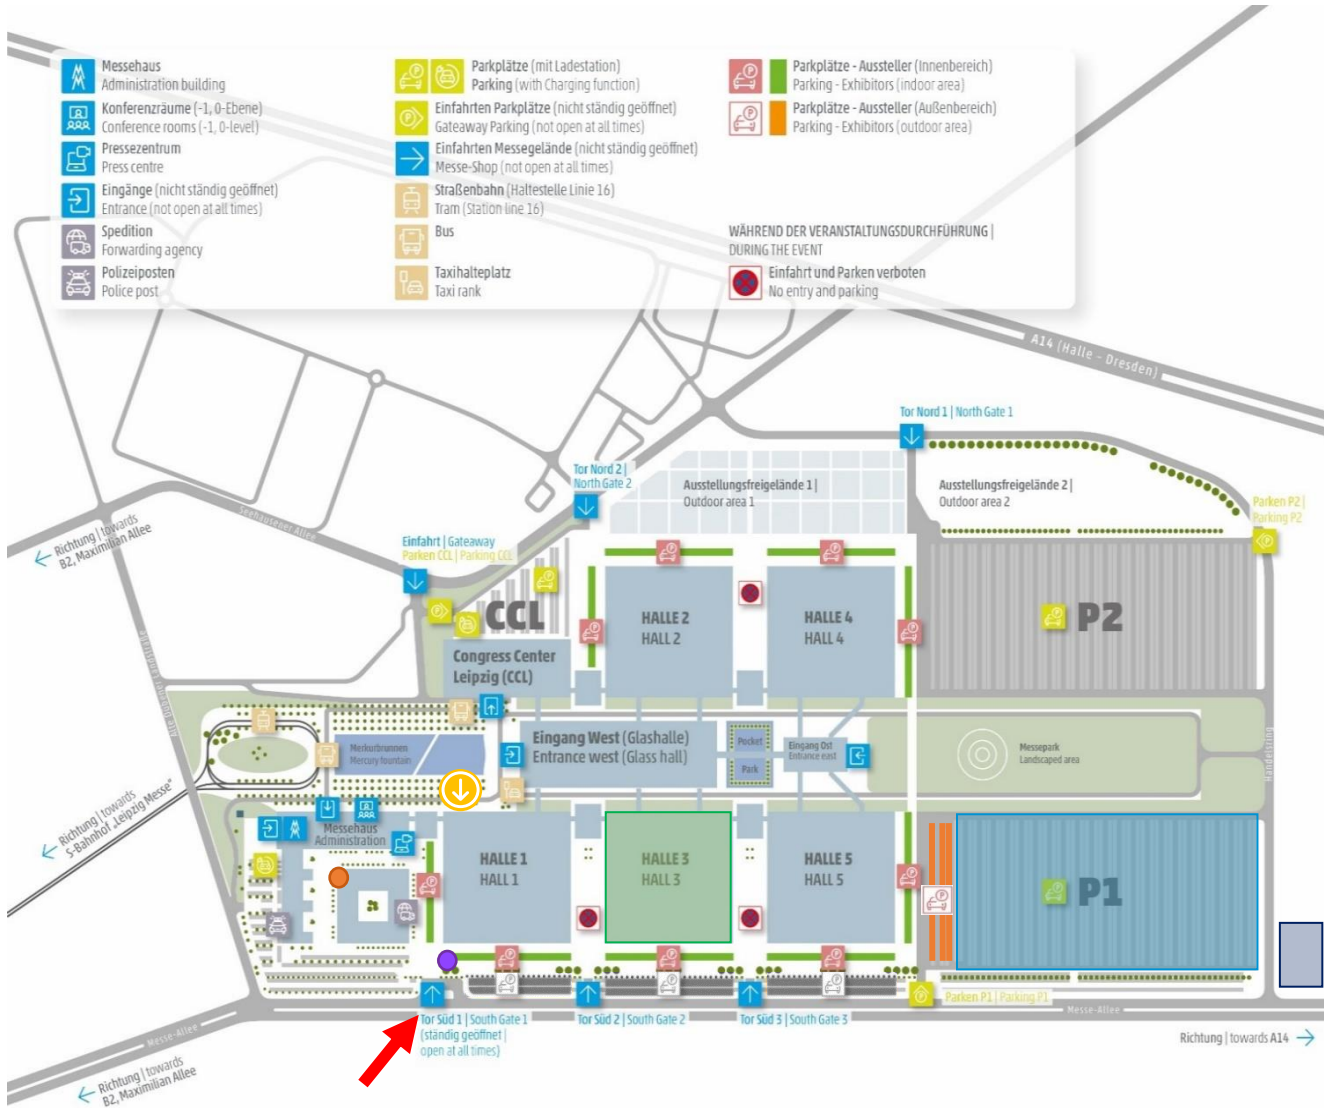 Messehaus
Administration building
Konferenzräume (-1, 0-Ebene)
Conference rooms (-1, 0-level)
Pressezentrum
Press centre
Eingänge (nicht ständig geöffnet)
Entrance (not open at all times)
Spedition
Forwarding agency
Polizeiposten
Police post
Parkplätze (mit Ladestation)
Parking (with Charging function)
Einfahrten Parkplätze (nicht ständig geöffnet)
Gateaway Parking (not open at all times)
Einfahrten Messegelände (nicht ständig geöffnet)
Messe-Shop (not open at all times)
Straßenbahn (Haltestelle Linie 16)
Tram (Station line 16)
Bus
Taxihalteplatz
Taxi rank
Parkplätze - Aussteller (Innenbereich)
Parking - Exhibitors (indoor area)
Parkplätze - Aussteller (Außenbereich)
Parking - Exhibitors (outdoor area)
WÄHREND DER VERANSTALTUNGSDURCHFÜHRUNG |
DURING THE EVENT
Einfahrt und Parken verboten
No entry and parking
A14 (Halle – Dresden)
Tor Nord 1 | North Gate 1
Tor Nord 2 |
North Gate 2
Ausstellungsfreigelände 1 |
Outdoor area 1
Ausstellungsfreigelände 2 |
Outdoor area 2
Parken P2 |
Parking P2
Seehausener Allee
Richtung | towards
B2, Maximilian Allee
Einfahrt | Gateaway
Parken CCL | Parking CCL
CCL
Congress Center
Leipzig (CCL)
HALLE 2
HALL 2
HALLE 4
HALL 4
P2
Merkurbrunnen
Mercury fountain
Eingang West (Glashalle)
Entrance west (Glass hall)
Pocket
Park
Eingang Ost
Entrance east
Messepark
Landscaped area
Handelsring
Richtung | towards
S-Bahnhof „Leipzig Messe"
Messehaus
Administration
HALLE 1
HALL 1
HALLE 3
HALL 3
HALLE 5
HALL 5
P1
Tor Süd 1 | South Gate 1
(ständig geöffnet |
open at all times)
Tor Süd 2 | South Gate 2
Tor Süd 3 | South Gate 3
Parken P1 | Parking P1
Messe-Allee
Messe-Allee
Richtung | towards A14
Richtung | towards
B2, Maximilian Allee